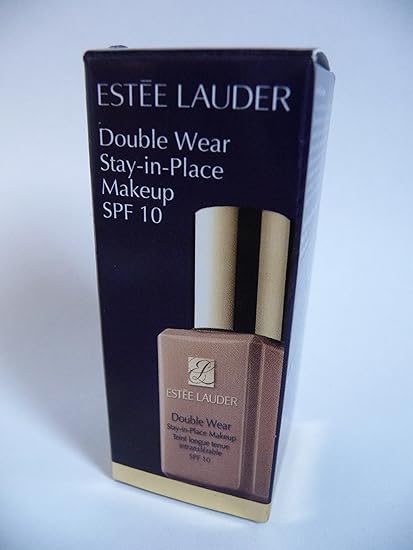 ESTĒE LAUDER
Double Wear
Stay-in-Place
Makeup
SPF 10
ESTĒE LAUDER
Double Wear
Stay-in-Place Makeup
Teint longue tenue
intransférable
SPF 10